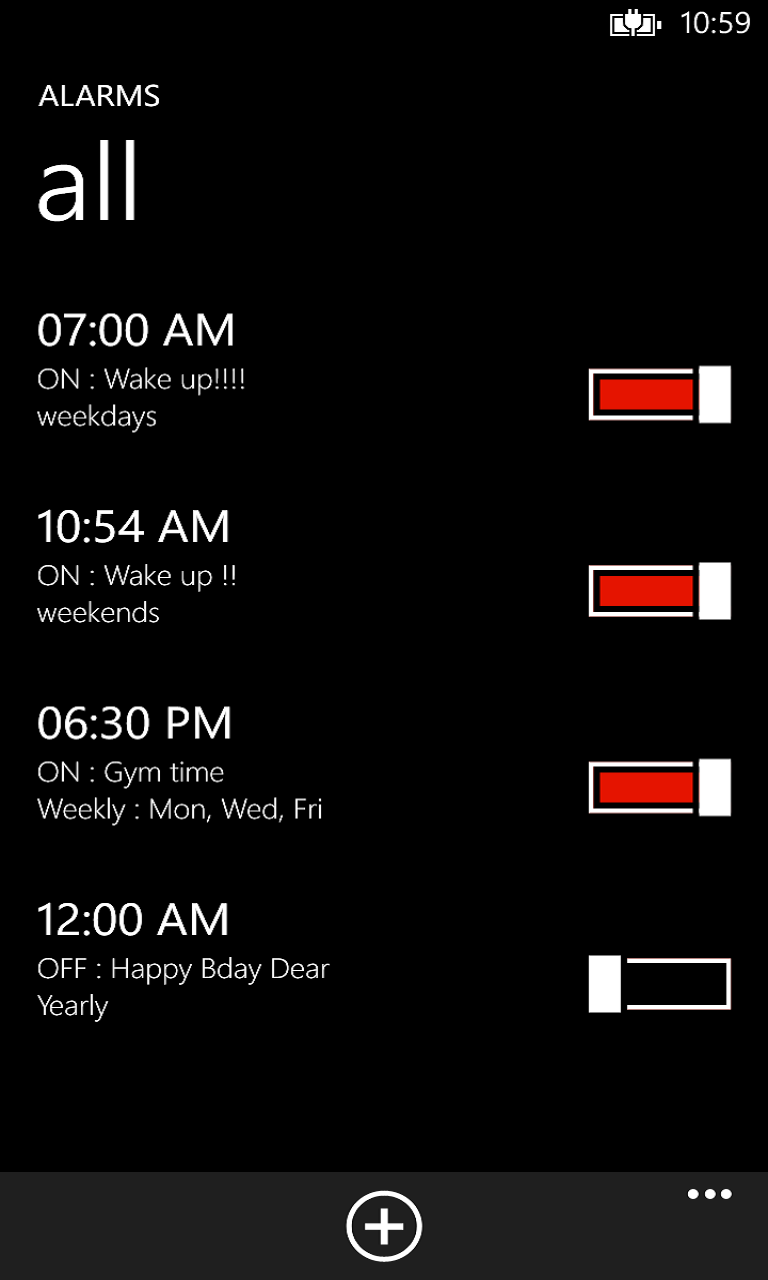 10:59
ALARMS
all
07:00 AM
ON : Wake up!!!!
weekdays
10:54 AM
ON : Wake up !!
weekends
06:30 PM
ON : Gym time
Weekly : Mon, Wed, Fri
12:00 AM
OFF : Happy Bday Dear
Yearly